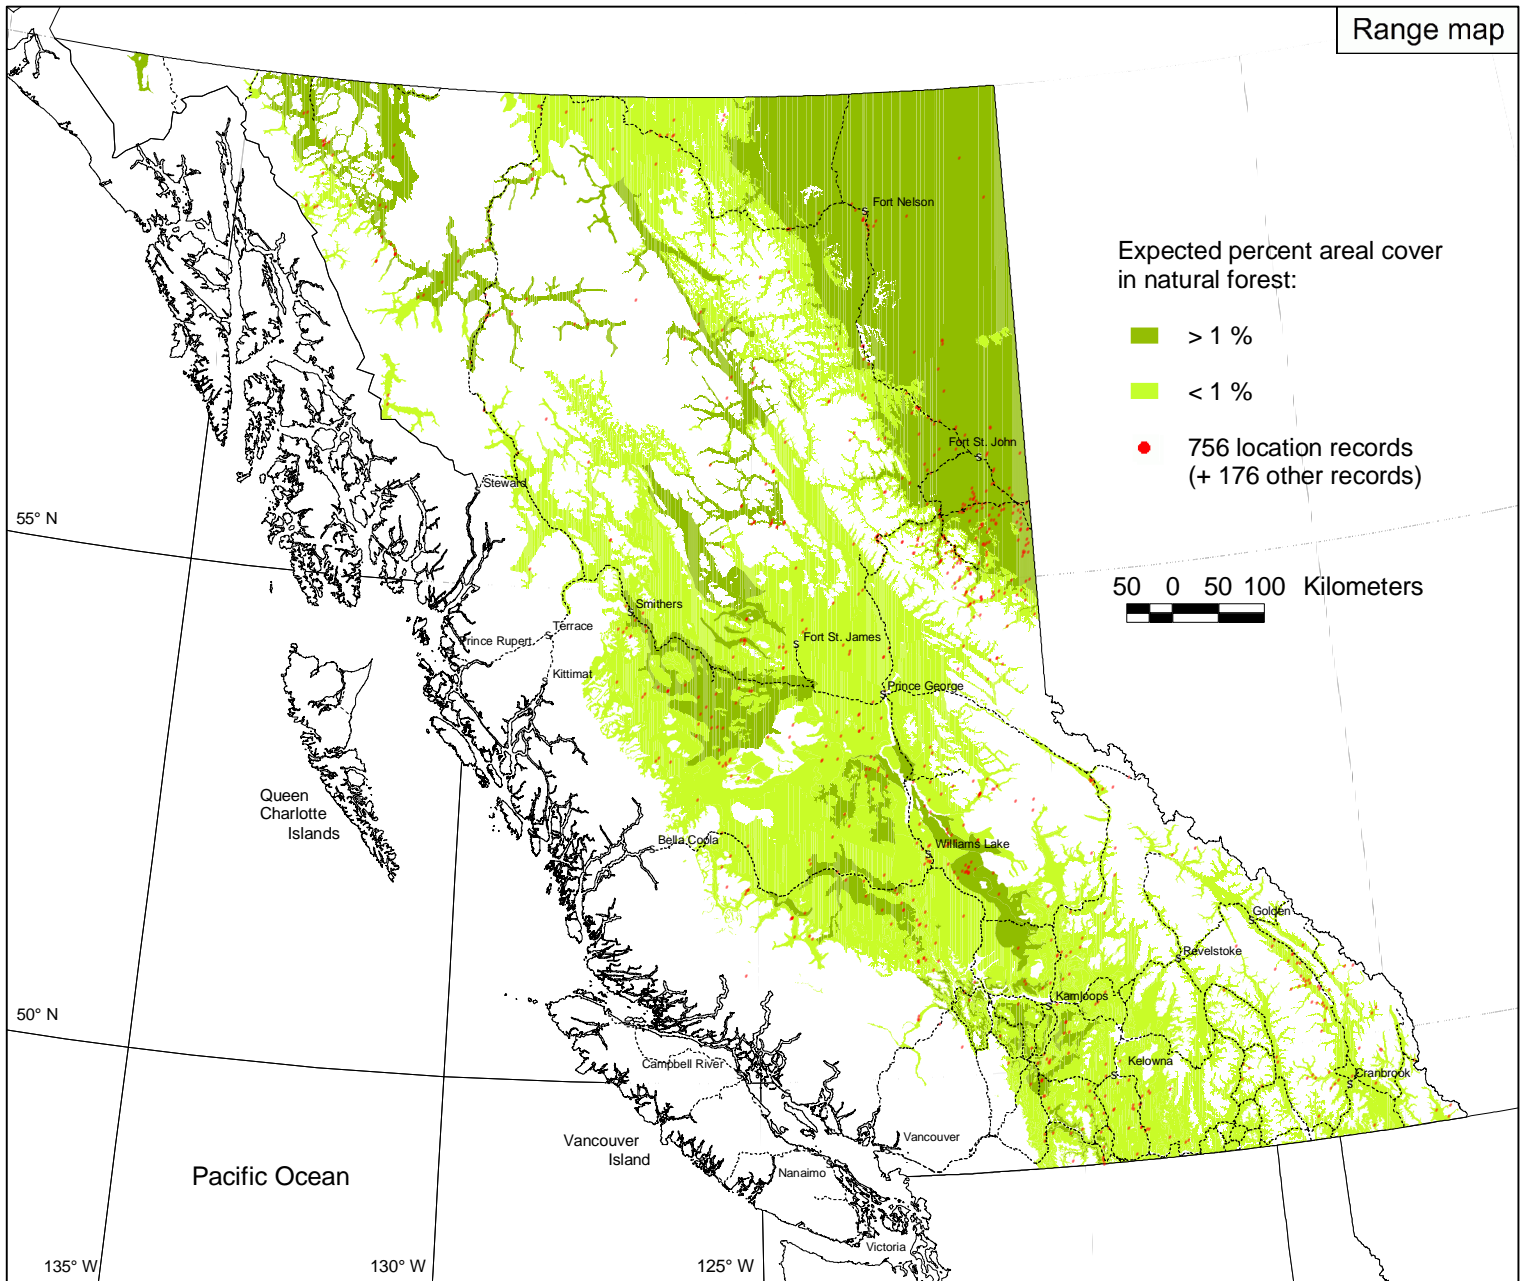 Range map
Fort Nelson
Expected percent areal cover
in natural forest:
> 1 %
< 1 %
Fort St. John
756 location records
(+ 176 other records)
Steward
55° N
50 0 50 100 Kilometers
Smithers
Terrace
Prince Rupert
Fort St. James
Kittimat
Prince George
Queen
Charlotte
Islands
Bella Coola
Williams Lake
Golden
Revelstoke
Kamloops
50° N
Campbell River
Kelowna
Cranbrook
Vancouver
Island
Vancouver
Pacific Ocean
Nanaimo
Victoria
135° W
130° W
125° W